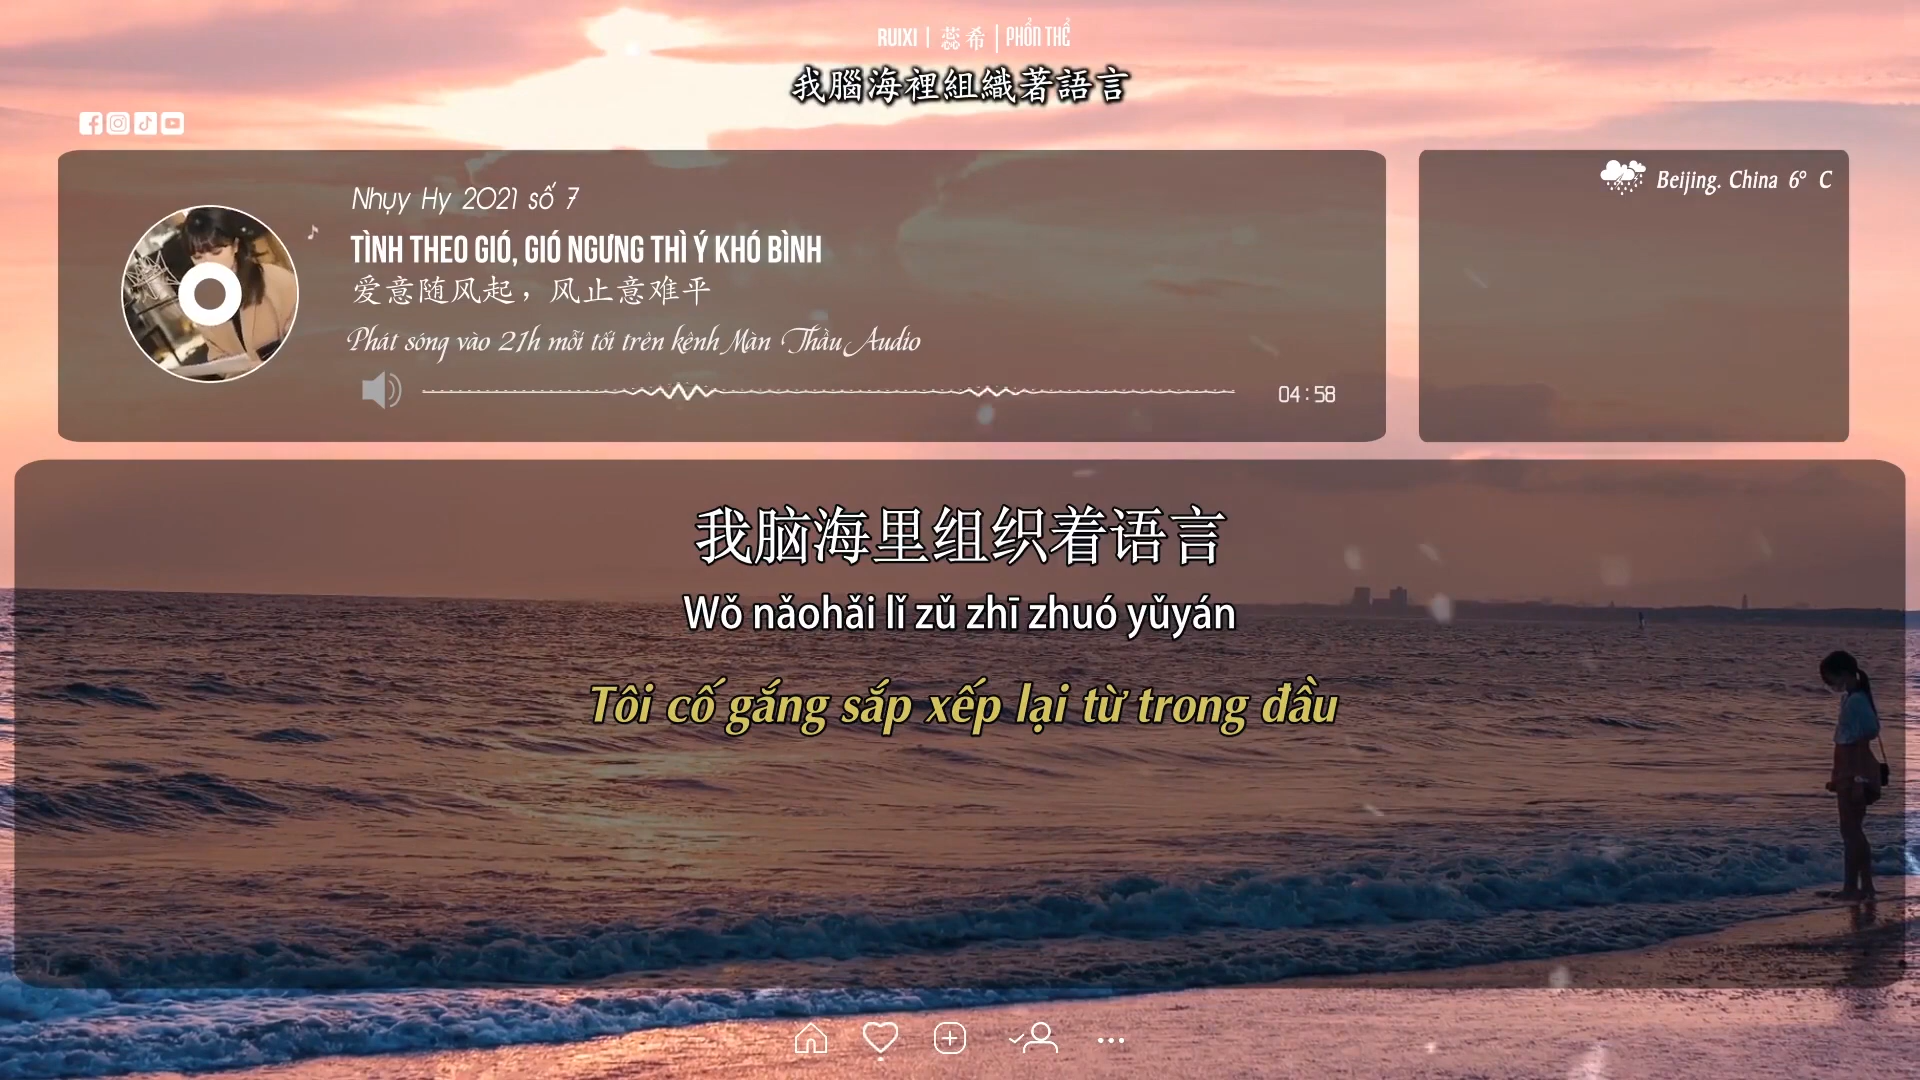 RUIXI | 蕊希 | PHỒN THỂ
我腦海裡組織著語言
Beijing. China 6° C
Nhụy Hy 2021 số 7
TÌNH THEO GIÓ, GIÓ NGƯNG THÌ Ý KHÓ BÌNH
爱意随风起，风止意难平
Phát sóng vào 21h mỗi tối trên kênh Màn Thầu Audio
04:58
我脑海里组织着语言
Wǒ nǎohǎi lǐ zǔ zhī zhuó yǔyán
Tôi cố gắng sắp xếp lại từ trong đầu